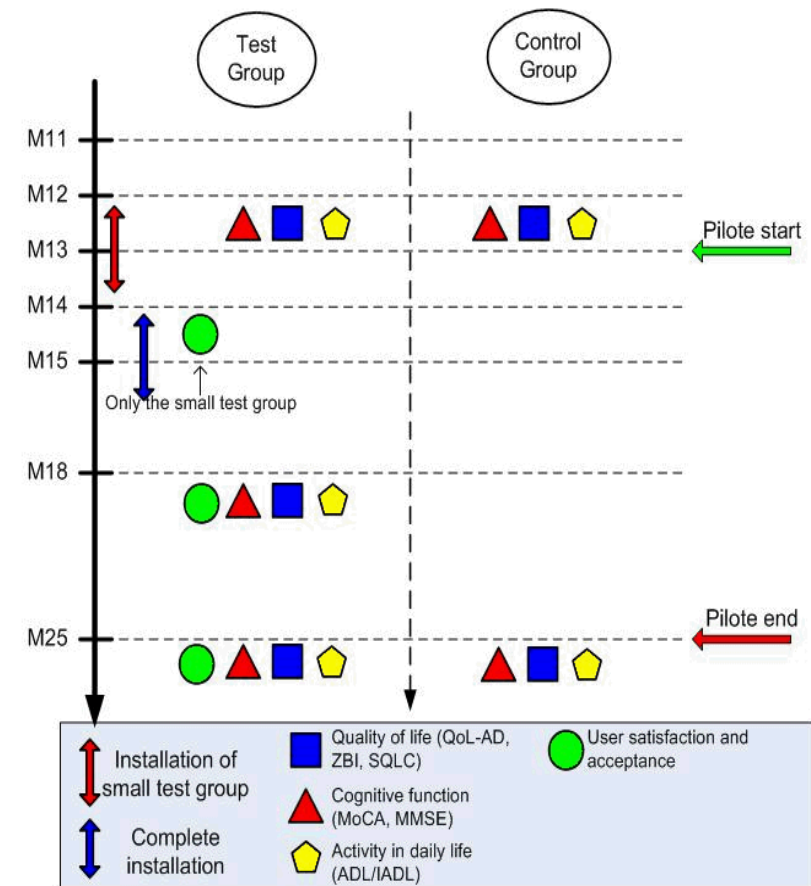 Test
Group
Control
Group
M11
M12
M13
Pilote start
M14
M15
Only the small test group
M18
M25
Pilote end
Installation of
small test group
Complete
installation
Quality of life (QoL-AD,
ZBI, SQLC)
Cognitive function
(MoCA, MMSE)
Activity in daily life
(ADL/IADL)
User satisfaction and
acceptance